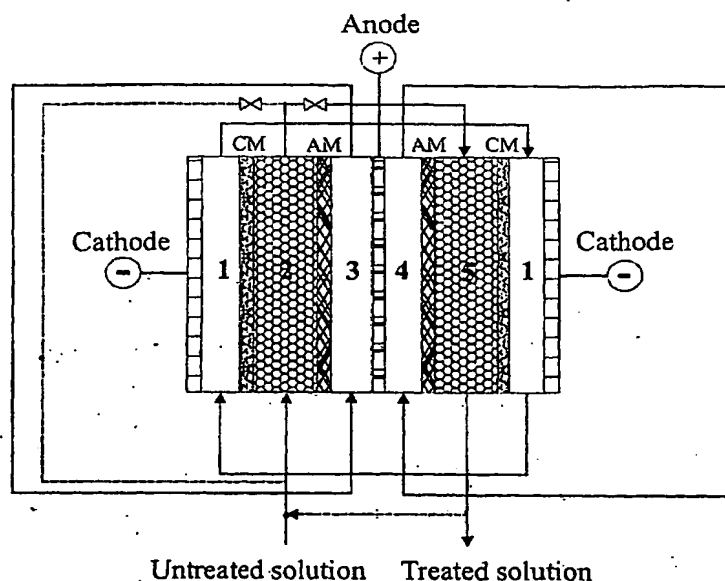 Anode
+
CM AM AM CM
Cathode Cathode
- 1 2 3 4 5 1 -
Untreated solution Treated solution